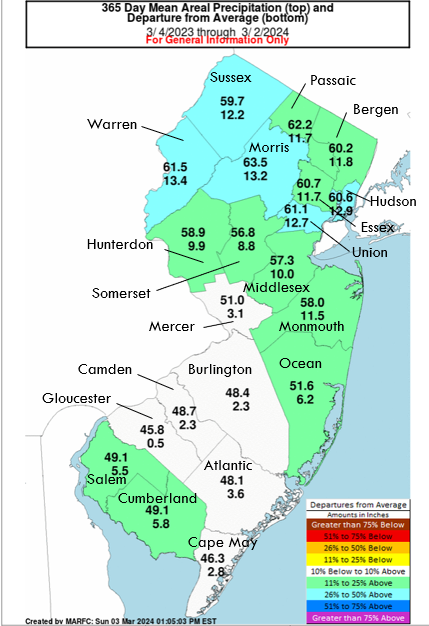 365 Day Mean Areal Precipitation (top) and
Departure from Average (bottom)
3/ 4/2023 through 3/ 2/2024
For General Information Only
Sussex
59.7
12.2
Passaic
62.2
11.7
Bergen
60.2
11.8
Warren
61.5
13.4
Morris
63.5
13.2
60.7
11.7
60.6
12.9
Hudson
61.1
12.7
Essex
Union
58.9
9.9
Hunterdon
56.8
8.8
Somerset
57.3
10.0
Middlesex
58.0
11.5
Monmouth
51.0
3.1
Mercer
Ocean
51.6
6.2
Camden
Burlington
48.4
2.3
Gloucester
48.7
2.3
45.8
0.5
49.1
5.5
Salem
Atlantic
48.1
3.6
Cumberland
49.1
5.8
Cape May
46.3
2.8
Departures from Average
Amounts in Inches
Greater than 75% Below
51% to 75% Below
26% to 50% Below
11% to 25% Below
10% Below to 10% Above
11% to 25% Above
26% to 50% Above
51% to 75% Above
Greater than 75% Above
Created by MARFC: Sun 03 Mar 2024 01:05:03 PM EST